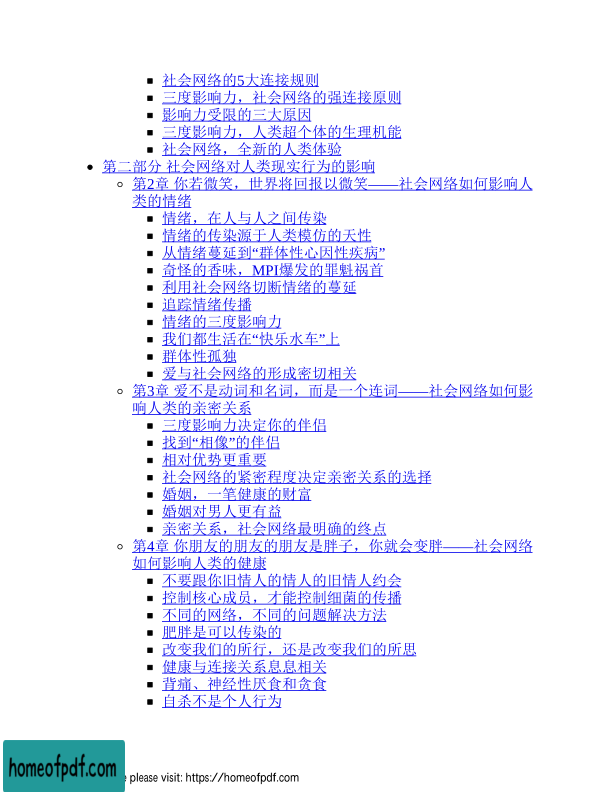 社会网络的5大连接规则
三度影响力，社会网络的强连接原则
影响力受限的三大原因
三度影响力，人类超个体的生理机能
社会网络，全新的人类体验
第二部分 社会网络对人类现实行为的影响
第2章 你若微笑，世界将回报以微笑——社会网络如何影响人
类的情绪
情绪，在人与人之间传染
情绪的传染源于人类模仿的天性
从情绪蔓延到“群体性心因性疾病”
奇怪的香味，MPI爆发的罪魁祸首
利用社会网络切断情绪的蔓延
追踪情绪传播
情绪的三度影响力
我们都生活在“快乐水车”上
群体性孤独
爱与社会网络的形成密切相关
第3章 爱不是动词和名词，而是一个连词——社会网络如何影
响人类的亲密关系
三度影响力决定你的伴侣
找到“相像”的伴侣
相对优势更重要
社会网络的紧密程度决定亲密关系的选择
婚姻，一笔健康的财富
婚姻对男人更有益
亲密关系，社会网络最明确的终点
第4章 你朋友的朋友的朋友是胖子，你就会变胖——社会网络
如何影响人类的健康
不要跟你旧情人的情人的旧情人约会
控制核心成员，才能控制细菌的传播
不同的网络，不同的问题解决方法
肥胖是可以传染的
改变我们的所行，还是改变我们的所思
健康与连接关系息息相关
背痛、神经性厌食和贪食
自杀不是个人行为
homeofpdf.com
please visit: https://homeofpdf.com